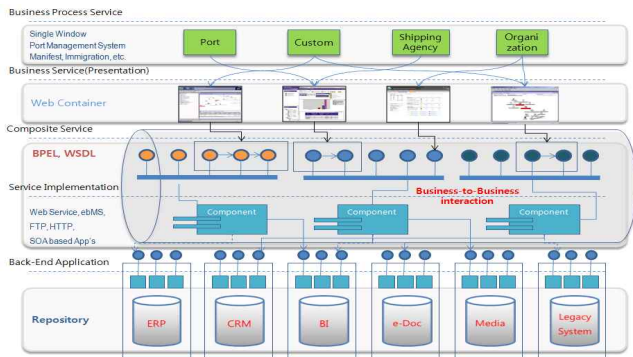 Business Process Service
Single Window
Port Management System
Manifest, Immigration, etc.
Port
Custom
Shipping
Agency
Organi
zation
Business Service(Presentation)
Web Container
Composite Service
BPEL, WSDL
Business-to-Business
interaction
Service Implementation
Web Service, ebMS,
FTP, HTTP,
SOA based App's
Component
Component
Component
Back-End Application
Repository
ERP
CRM
BI
e-Doc
Media
Legacy
System